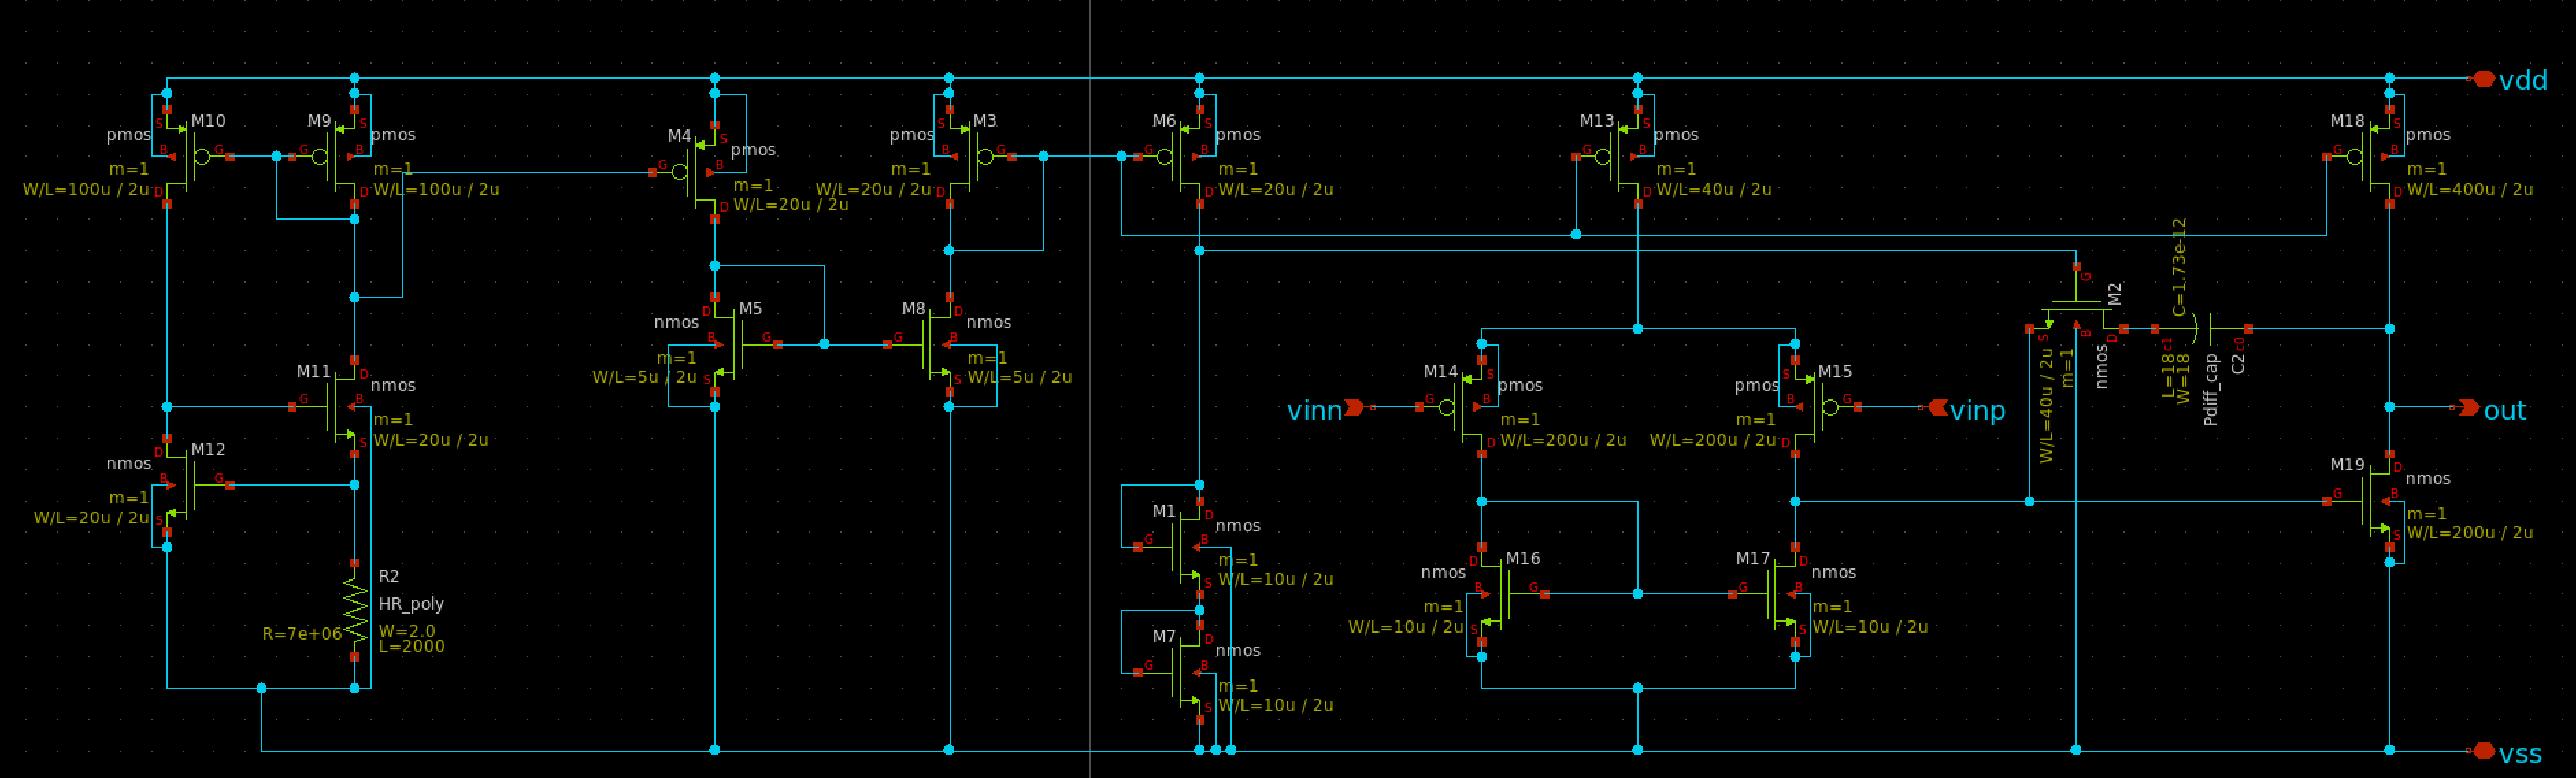 vdd
M10
pmos
m=1
W/L=100u / 2u
S
B
G
D
M9
pmos
m=1
W/L=100u / 2u
S
B
G
D
M4
pmos
m=1
W/L=20u / 2u
S
B
G
D
M3
pmos
m=1
W/L=20u / 2u
S
B
G
D
M6
pmos
m=1
W/L=20u / 2u
S
B
G
D
M13
pmos
m=1
W/L=40u / 2u
S
B
G
D
M18
pmos
m=1
W/L=400u / 2u
S
B
G
D
M5
nmos
m=1
W/L=5u / 2u
D
B
G
S
M8
nmos
m=1
W/L=5u / 2u
D
B
G
S
M2
nmos
m=1
W/L=40u / 2u
G
S
B
D
C=1.73e-12
L=18
W=18
Pdiff_cap
C2
c1
c0
M11
nmos
m=1
W/L=20u / 2u
D
B
G
S
M14
pmos
m=1
W/L=200u / 2u
S
B
G
D
M15
pmos
m=1
W/L=200u / 2u
S
B
G
D
vinn
vinp
out
M12
nmos
m=1
W/L=20u / 2u
D
B
G
S
M19
nmos
m=1
W/L=200u / 2u
D
B
G
S
M1
nmos
m=1
W/L=10u / 2u
D
B
G
S
M16
nmos
m=1
W/L=10u / 2u
D
B
G
S
M17
nmos
m=1
W/L=10u / 2u
D
B
G
S
R2
HR_poly
R=7e+06
W=2.0
L=2000
M7
nmos
m=1
W/L=10u / 2u
D
B
G
S
vss